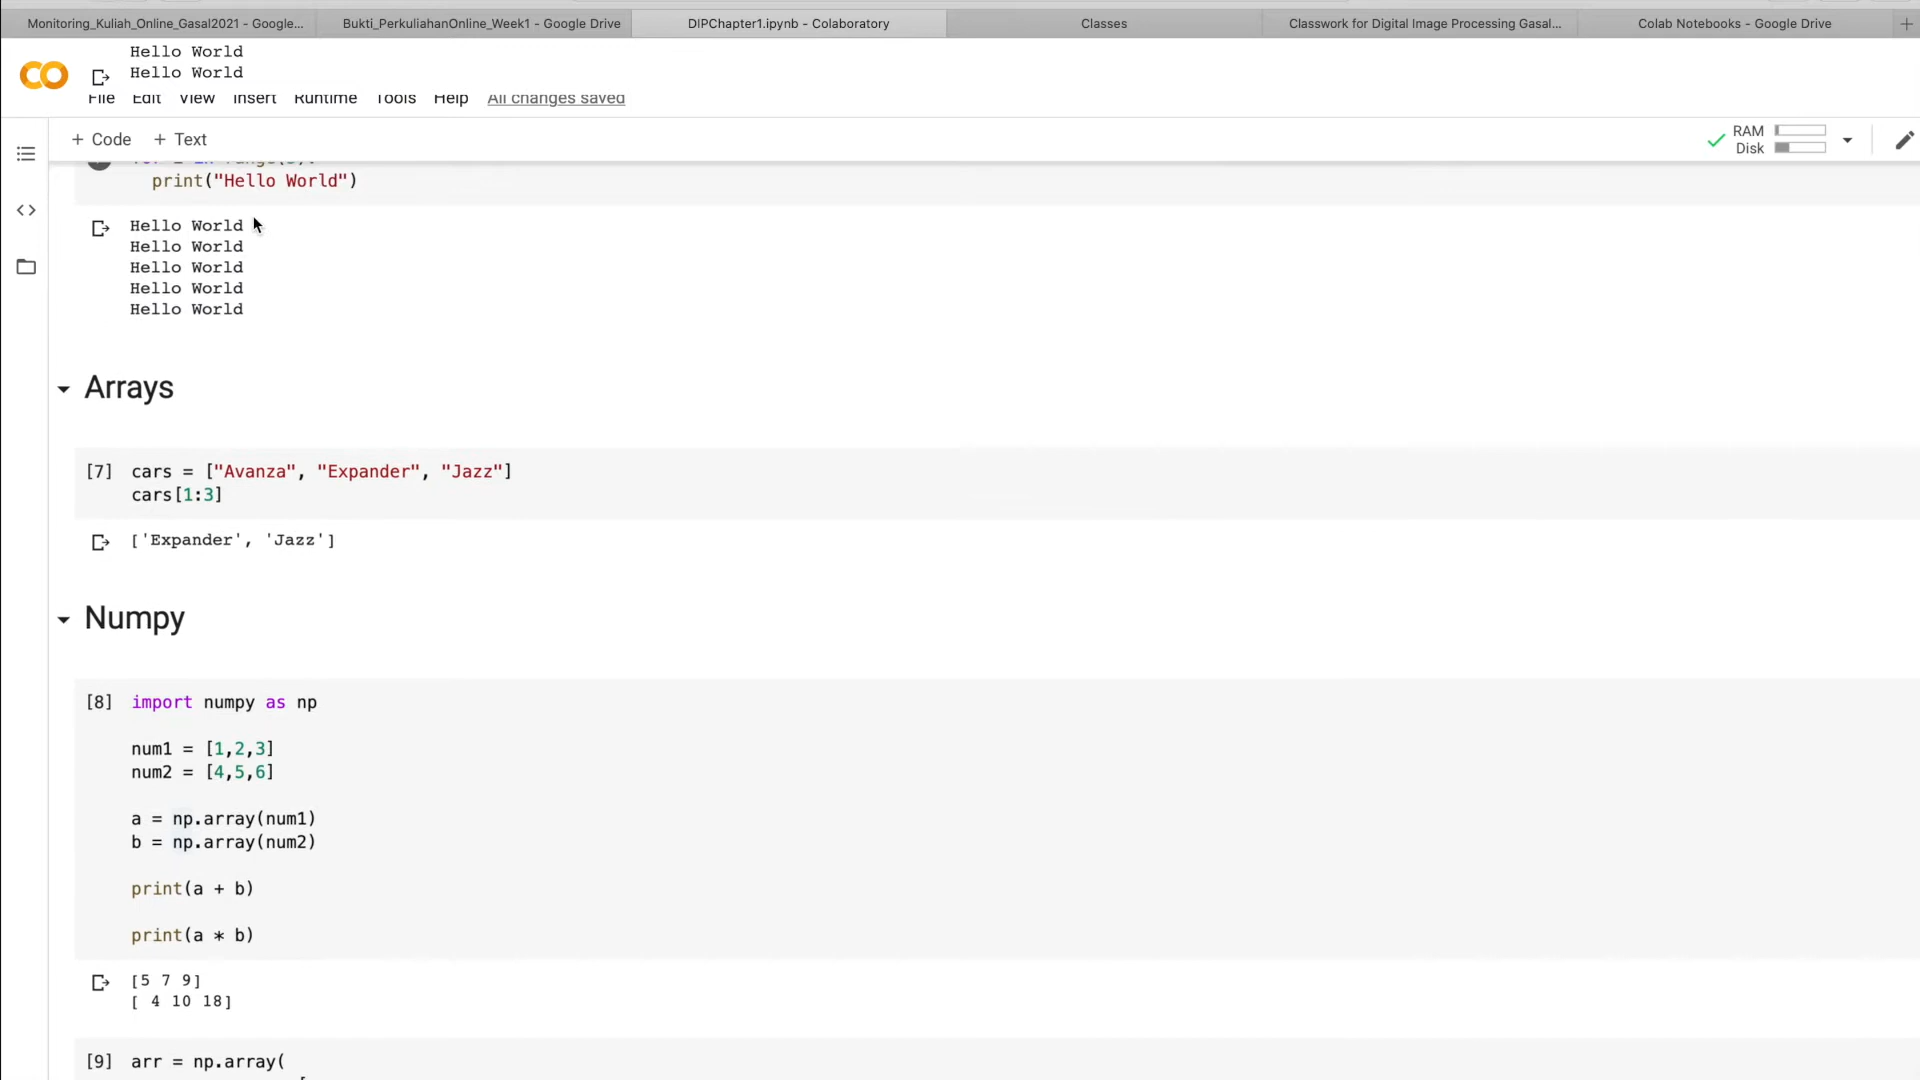 Monitoring_Kuliah_Online_Gasal2021 - Google...
Bukti_PerkuliahanOnline_Week1 - Google Drive
DIPChapter1.ipynb - Colaboratory
Classes
Classwork for Digital Image Processing Gasal...
Colab Notebooks - Google Drive
Hello World
Hello World
File Edit View Insert Runtime Tools Help All changes saved
+ Code + Text
RAM
Disk
print("Hello World")
Hello World
Hello World
Hello World
Hello World
Hello World
Arrays
[7] cars = ["Avanza", "Expander", "Jazz"]
cars[1:3]
['Expander', 'Jazz']
Numpy
[8] import numpy as np
num1 = [1,2,3]
num2 = [4,5,6]
a = np.array(num1)
b = np.array(num2)
print(a + b)
print(a * b)
[5 7 9]
[ 4 10 18]
[9] arr = np.array(